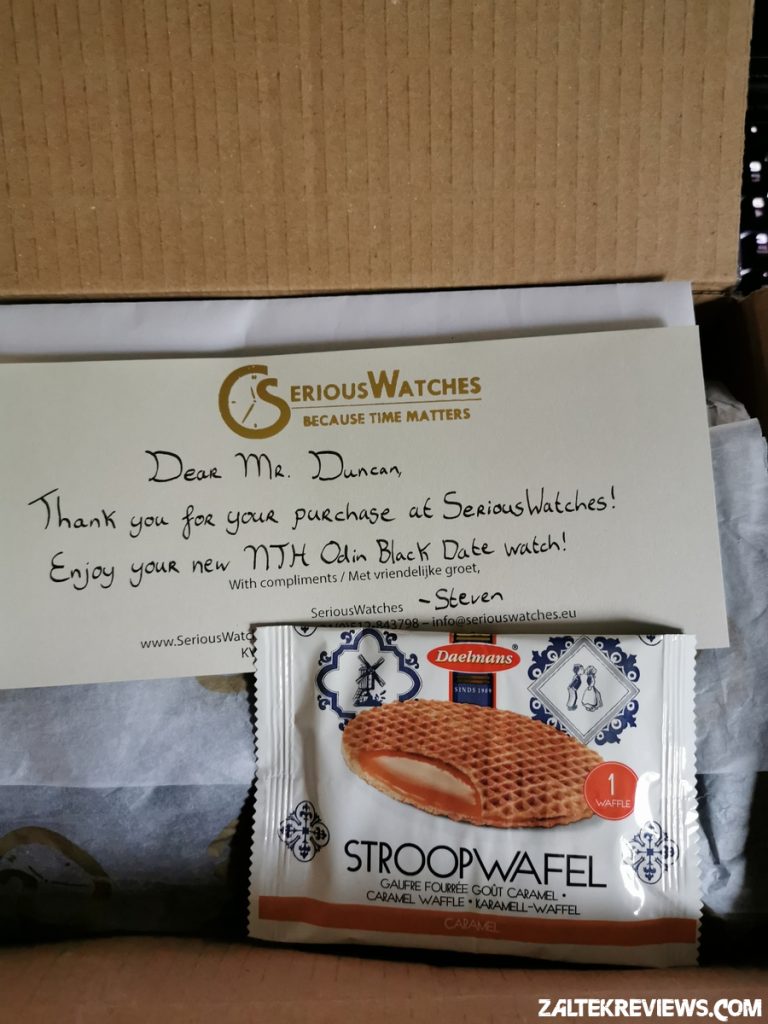 SERIOUSWATCHES
BECAUSE TIME MATTERS
Dear Mr. Duncan,
Thank you for your purchase at SeriousWatches!
Enjoy your new NTH Odin Black Date watch!
With compliments / Met vriendelijke groet,
SeriousWatches - Steven
843798 – info@seriouswatches.eu
Daelmans®
SINDS 1909
1
WAFFLE
STROOPWAFEL
GAUFRE FOURRÉE GOÛT CARAMEL •
CARAMEL WAFFLE • KARAMELL-WAFFEL
CARAMEL
ZALTEKREVIEWS.COM